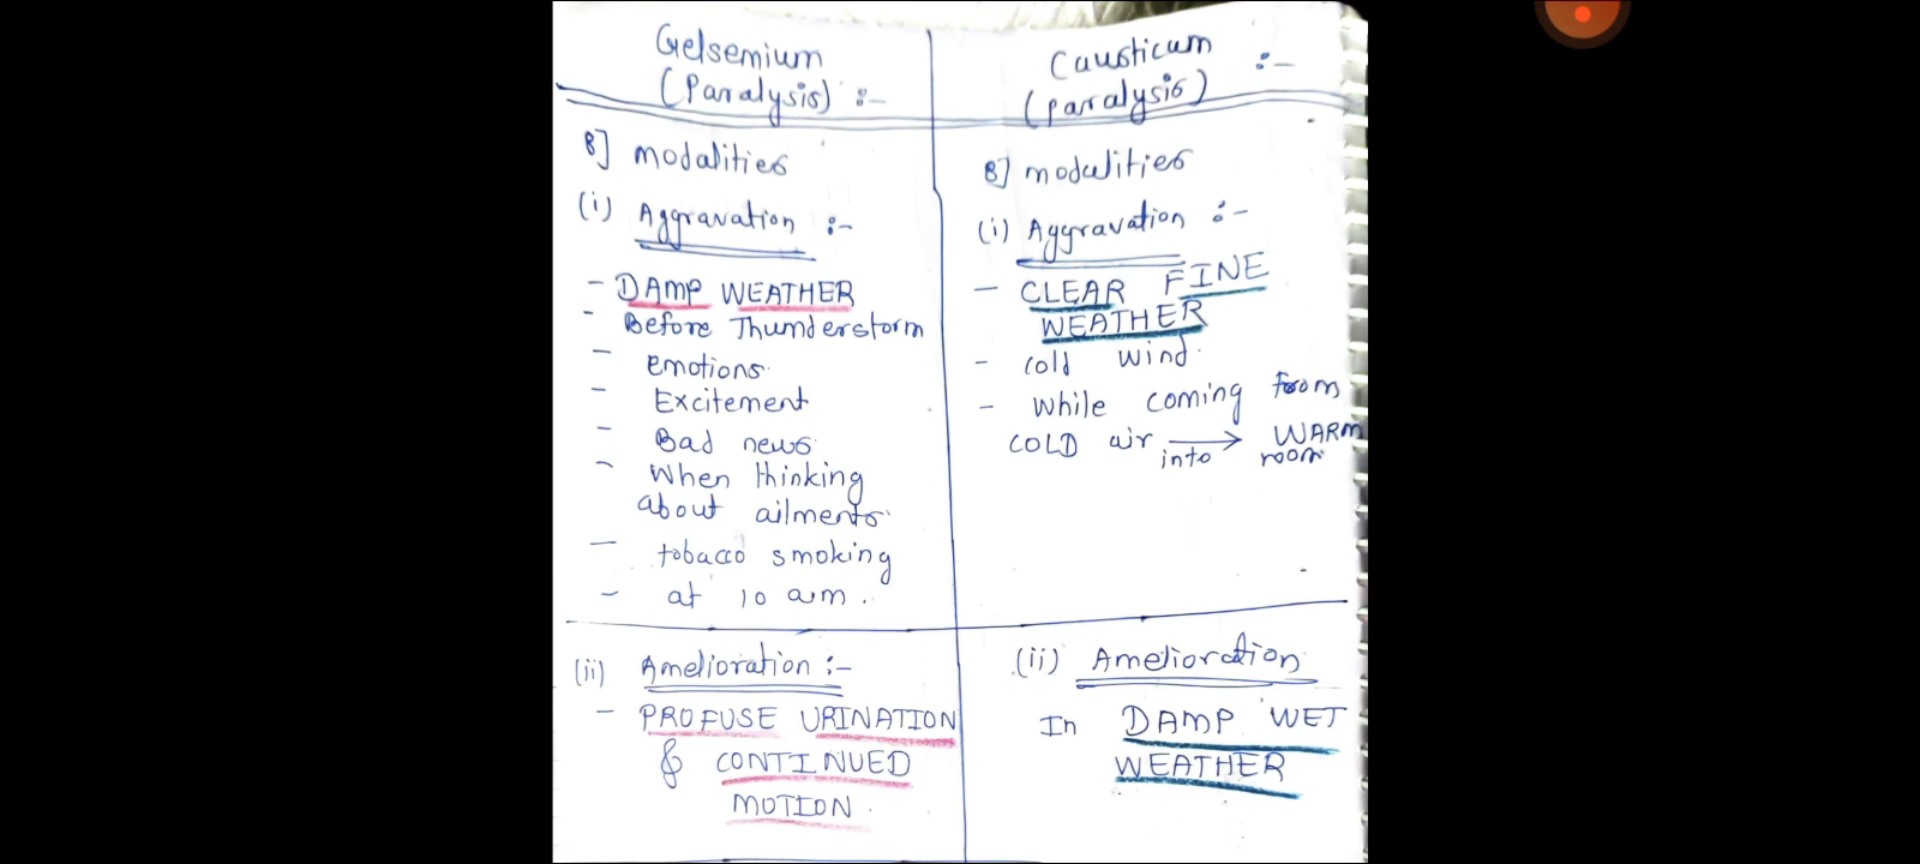 Gelsemium
(Paralysis) :-
8] modalities
(i) Aggravation :-
- DAMP WEATHER
- Before Thunderstorm
- emotions
- Excitement
- Bad news
- When thinking
about ailments
- tobacco smoking
- at 10 am.
(ii) Amelioration :-
- PROFUSE URINATION
& CONTINUED
MOTION.
Causticum :-
(paralysis)
8] modalities
(i) Aggravation :-
- CLEAR FINE
WEATHER
- cold wind.
- While coming from
COLD air → WARM
into room
(ii) Amelioration
In DAMP WET
WEATHER